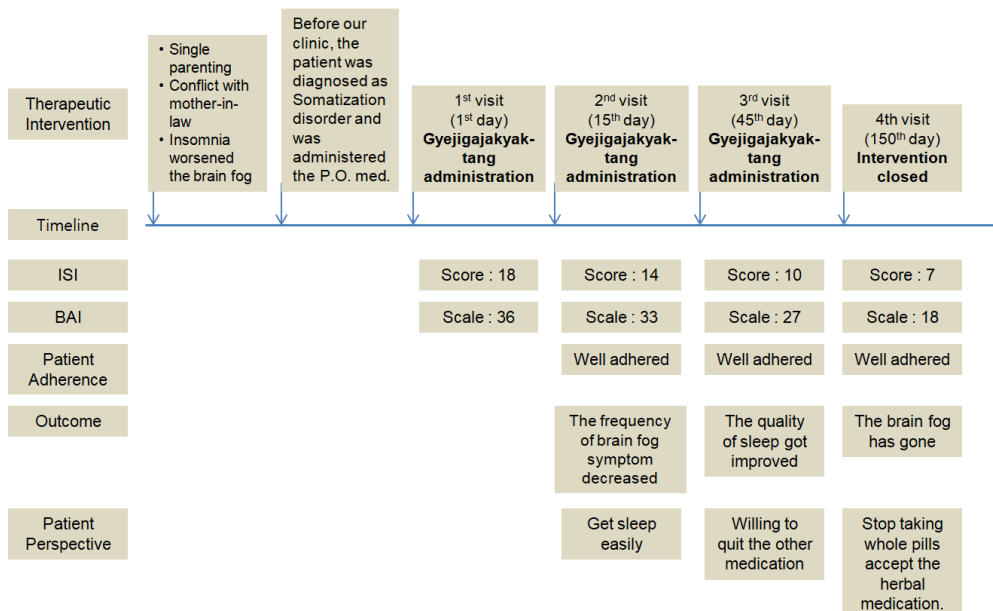 Therapeutic
Intervention
• Single
parenting
• Conflict with
mother-in-
law
• Insomnia
worsened
the brain fog
Before our
clinic, the
patient was
diagnosed as
Somatization
disorder and
was
administered
the P.O. med.
1st visit
(1st day)
Gyejigajakyak-
tang
administration
2nd visit
(15th day)
Gyejigajakyak-
tang
administration
3rd visit
(45th day)
Gyejigajakyak-
tang
administration
4th visit
(150th day)
Intervention
closed
Timeline
ISI
Score : 18
Score : 14
Score : 10
Score : 7
BAI
Scale : 36
Scale : 33
Scale : 27
Scale : 18
Patient
Adherence
Well adhered
Well adhered
Well adhered
Outcome
The frequency
of brain fog
symptom
decreased
The quality
of sleep got
improved
The brain fog
has gone
Patient
Perspective
Get sleep
easily
Willing to
quit the other
medication
Stop taking
whole pills
accept the
herbal
medication.